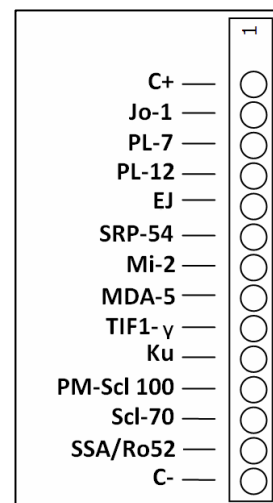 1
C+
Jo-1
PL-7
PL-12
EJ
SRP-54
Mi-2
MDA-5
TIF1- γ
Ku
PM-Scl 100
Scl-70
SSA/Ro52
C-